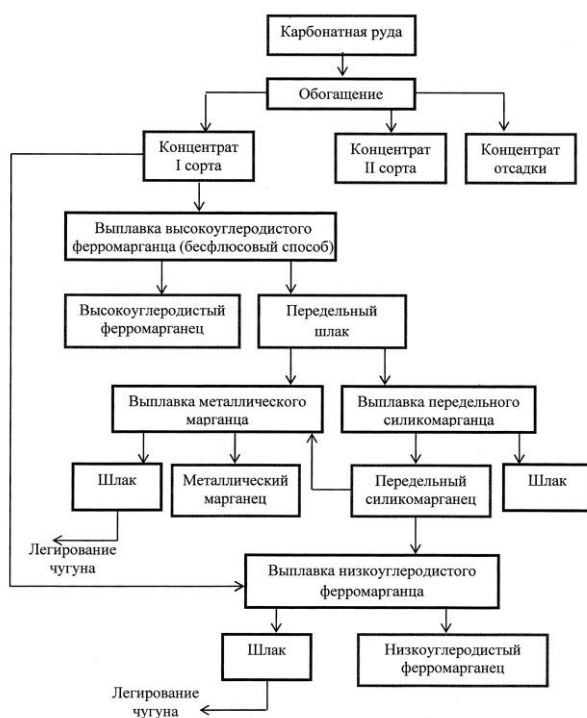 Карбонатная руда
Обогащение
Концентрат
I сорта
Концентрат
II сорта
Концентрат
отсадки
Выплавка высокоуглеродистого
ферромарганца (бесфлюсовый способ)
Высокоуглеродистый
ферромарганец
Передельный
шлак
Выплавка металлического
марганца
Выплавка передельного
силикомарганца
Шлак
Металлический
марганец
Передельный
силикомарганец
Шлак
Легирование
чугуна
Выплавка низкоуглеродистого
ферромарганца
Шлак
Низкоуглеродистый
ферромарганец
Легирование
чугуна